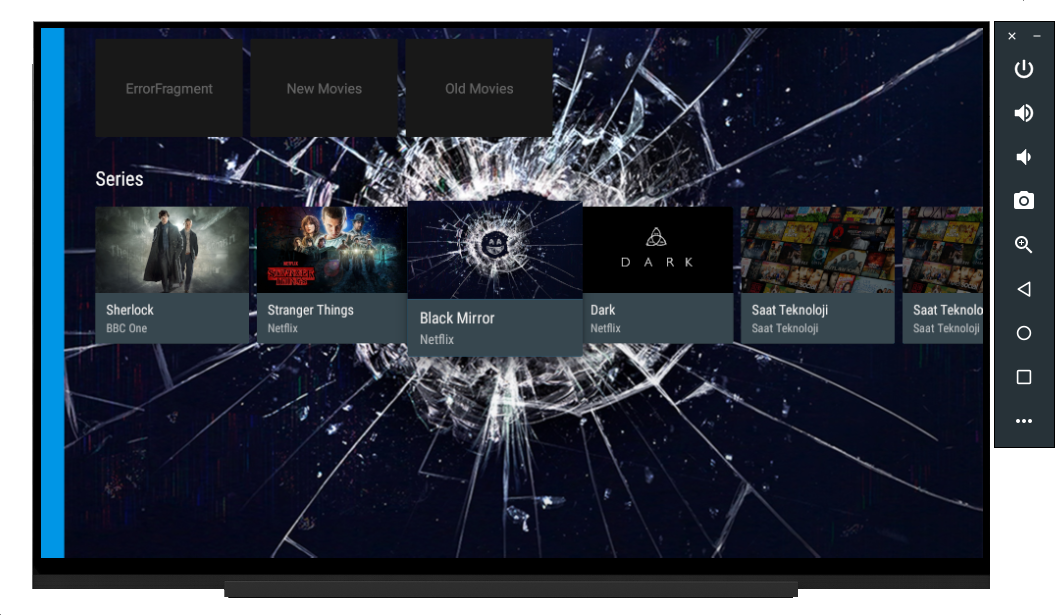 ErrorFragment
New Movies
Old Movies
Series
DARK
Sherlock
BBC One
Stranger Things
Netflix
Black Mirror
Netflix
Dark
Netflix
Saat Teknoloji
Saat Teknoloji
Saat Teknolo
Saat Teknoloji